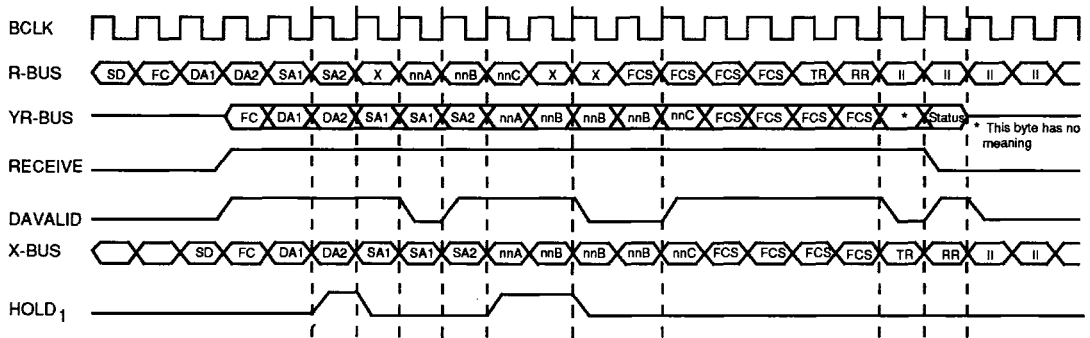 BCLK
R-BUS SD FC DA1 DA2 SA1 SA2 X nnA nnB nnC X X FCS FCS FCS FCS TR RR II II II II
YR-BUS FC DA1 DA2 SA1 SA1 SA2 nnA nnB nnB nnB nnC FCS FCS FCS FCS * Status
* This byte has no
meaning
RECEIVE
DAVALID
X-BUS SD FC DA1 DA2 SA1 SA1 SA2 nnA nnB nnB nnB nnC FCS FCS FCS FCS TR RR II II
HOLD1